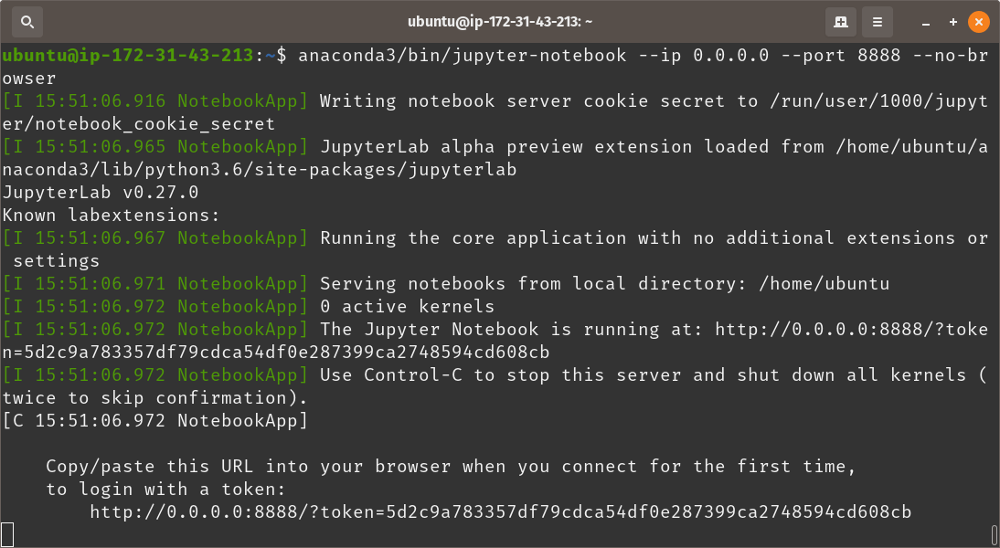 ubuntu@ip-172-31-43-213: ~
ubuntu@ip-172-31-43-213:~$ anaconda3/bin/jupyter-notebook --ip 0.0.0.0 --port 8888 --no-br
owser
[I 15:51:06.916 NotebookApp] Writing notebook server cookie secret to /run/user/1000/jupyt
er/notebook_cookie_secret
[I 15:51:06.965 NotebookApp] JupyterLab alpha preview extension loaded from /home/ubuntu/a
naconda3/lib/python3.6/site-packages/jupyterlab
JupyterLab v0.27.0
Known labextensions:
[I 15:51:06.967 NotebookApp] Running the core application with no additional extensions or
 settings
[I 15:51:06.971 NotebookApp] Serving notebooks from local directory: /home/ubuntu
[I 15:51:06.972 NotebookApp] 0 active kernels
[I 15:51:06.972 NotebookApp] The Jupyter Notebook is running at: http://0.0.0.0:8888/?toke
n=5d2c9a783357df79cdca54df0e287399ca2748594cd608cb
[I 15:51:06.972 NotebookApp] Use Control-C to stop this server and shut down all kernels (
twice to skip confirmation).
[C 15:51:06.972 NotebookApp]
    Copy/paste this URL into your browser when you connect for the first time,
    to login with a token:
        http://0.0.0.0:8888/?token=5d2c9a783357df79cdca54df0e287399ca2748594cd608cb